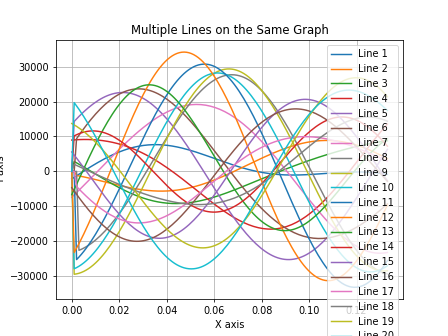 Multiple Lines on the Same Graph
30000
20000
10000
0
−10000
−20000
−30000
0.00
0.02
0.04
0.06
0.08
0.10
X axis
axis
Line 1
Line 2
Line 3
Line 4
Line 5
Line 6
Line 7
Line 8
Line 9
Line 10
Line 11
Line 12
Line 13
Line 14
Line 15
Line 16
Line 17
Line 18
Line 19
Line 20